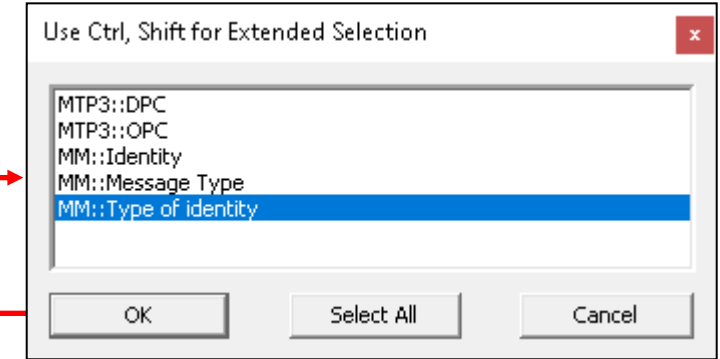 Use Ctrl, Shift for Extended Selection
x
MTP3::DPC
MTP3::OPC
MM::Identity
MM::Message Type
MM::Type of identity
OK Select All Cancel